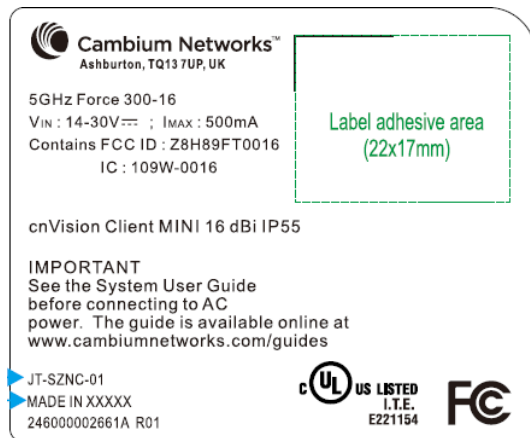 Cambium Networks™
Ashburton, TQ13 7UP, UK
5GHz Force 300-16
VIN : 14-30V⎓ ; IMAX : 500mA
Contains FCC ID : Z8H89FT0016
IC : 109W-0016
Label adhesive area
(22x17mm)
cnVision Client MINI 16 dBi IP55
IMPORTANT
See the System User Guide
before connecting to AC
power. The guide is available online at
www.cambiumnetworks.com/guides
JT-SZNC-01
MADE IN XXXXX
246000002661A R01
C UL US LISTED
I.T.E.
E221154
FC